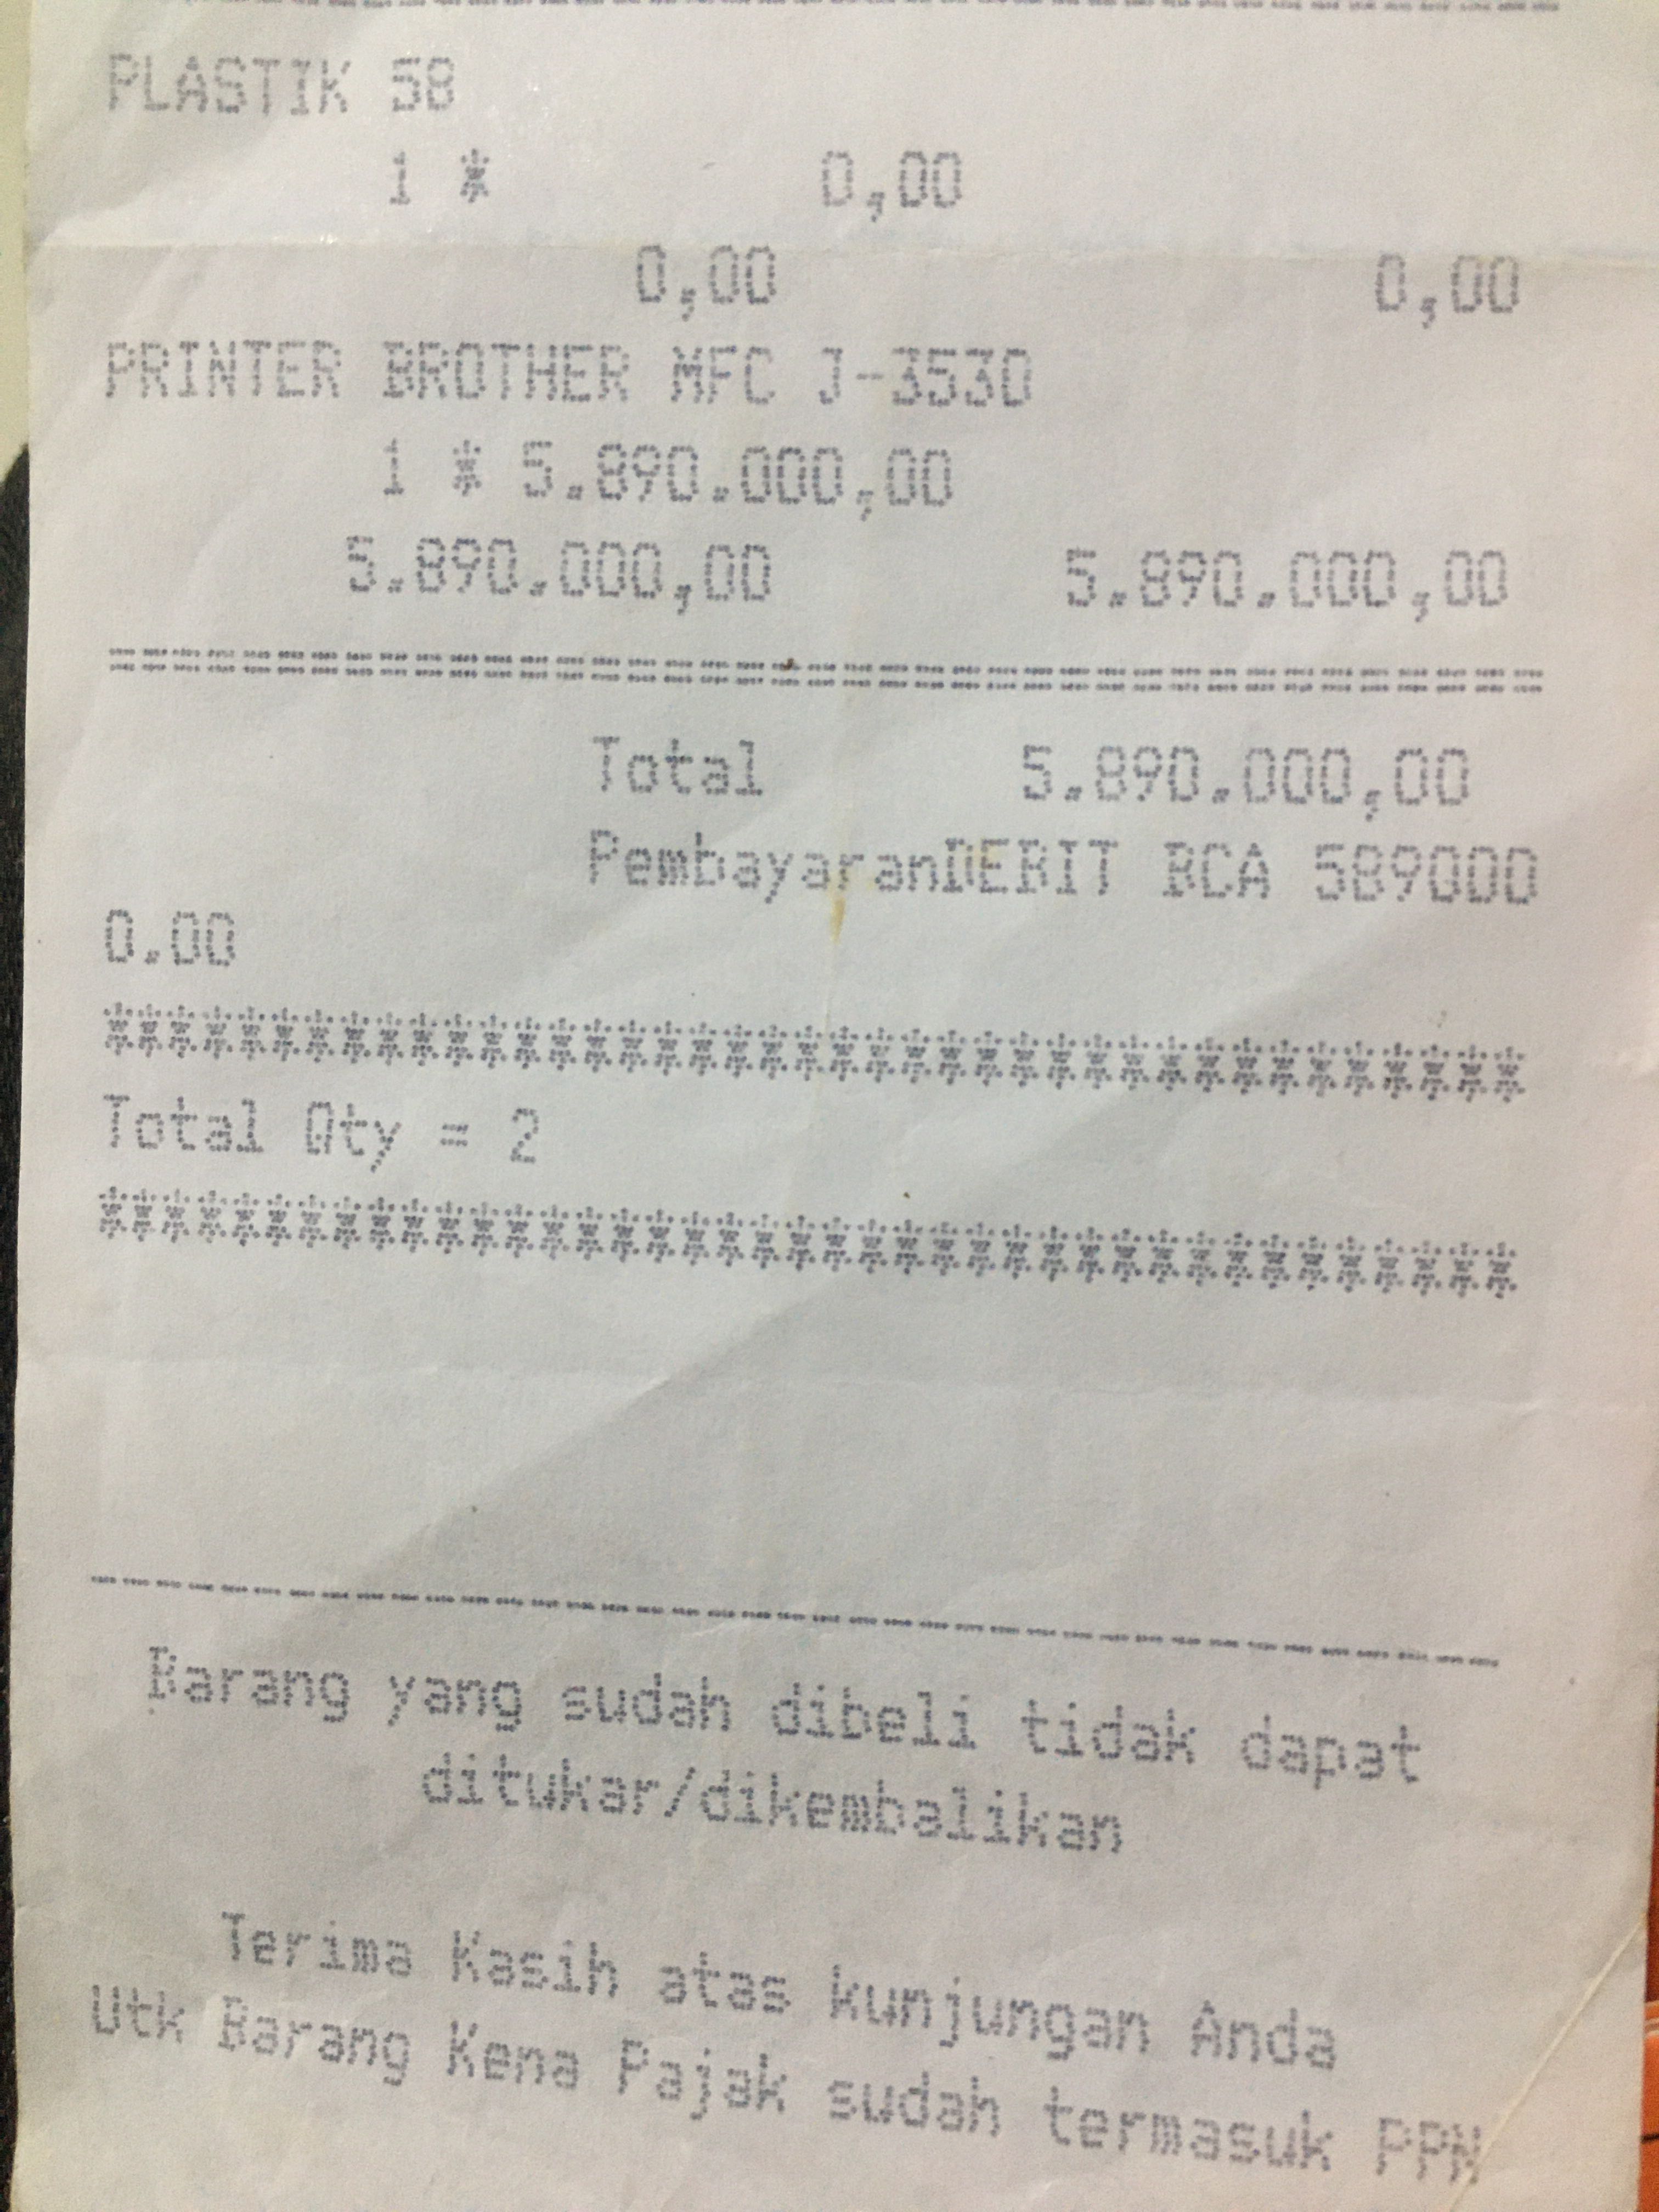 PLASTIK 58
1 * 0,00
0,00 0,00
PRINTER BROTHER MFC J-3530
1 * 5.890.000,00
5.890.000,00 5.890.000,00
========================================
Total 5.890.000,00
PembayaranDEBIT BCA 589000
0.00
****************************************
Total Qty = 2
****************************************
----------------------------------------
Barang yang sudah dibeli tidak dapat
ditukar/dikembalikan
Terima Kasih atas kunjungan Anda
Utk Barang Kena Pajak sudah termasuk PPN